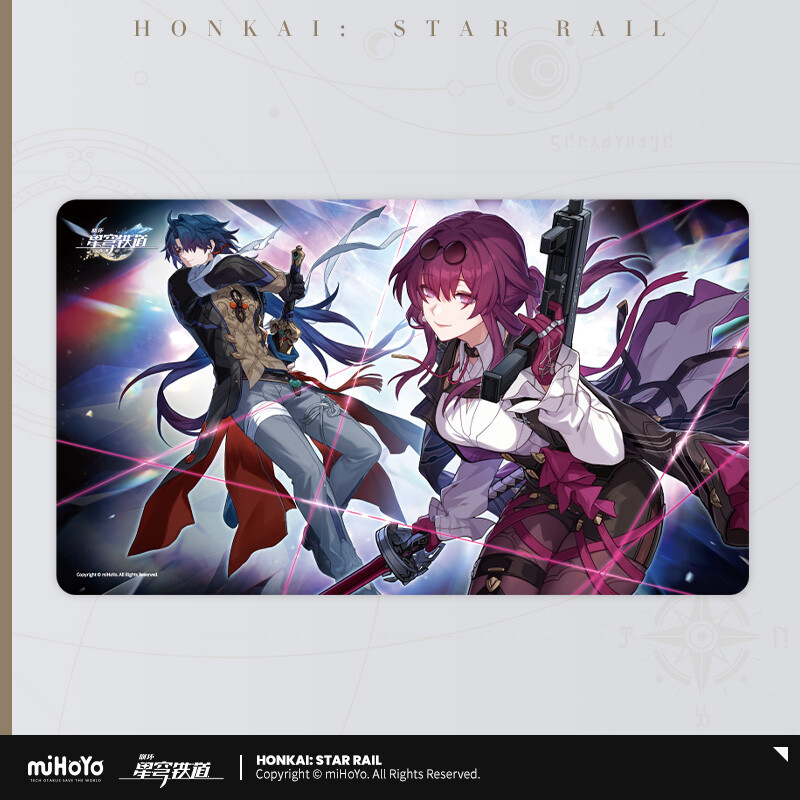 HONKAI: STAR RAIL
崩坏
星穹铁道
Copyright © miHoYo. All Rights Reserved.
miHoYo
TECH OTAKUS SAVE THE WORLD
崩坏
星穹铁道
HONKAI: STAR RAIL
Copyright © miHoYo. All Rights Reserved.